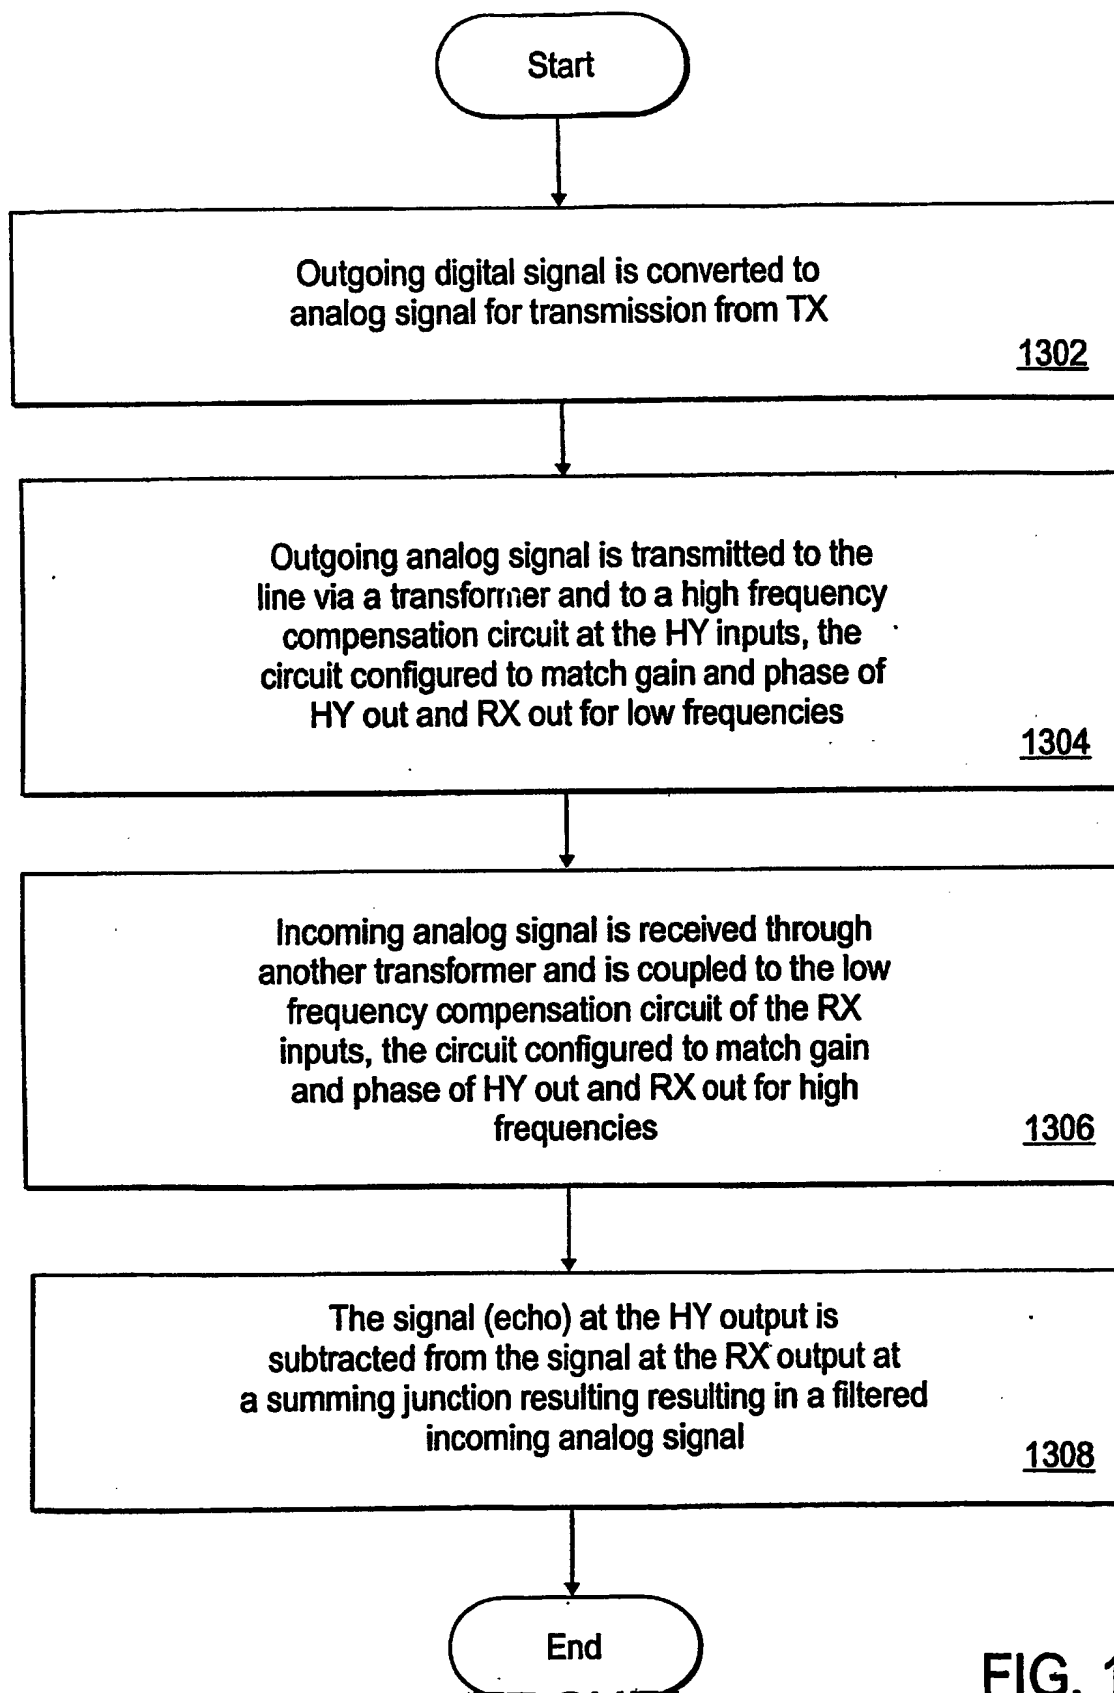 Start
Outgoing digital signal is converted to
analog signal for transmission from TX
1302
Outgoing analog signal is transmitted to the
line via a transformer and to a high frequency
compensation circuit at the HY inputs, the
circuit configured to match gain and phase of
HY out and RX out for low frequencies
1304
Incoming analog signal is received through
another transformer and is coupled to the low
frequency compensation circuit of the RX
inputs, the circuit configured to match gain
and phase of HY out and RX out for high
frequencies
1306
The signal (echo) at the HY output is
subtracted from the signal at the RX output at
a summing junction resulting resulting in a filtered
incoming analog signal
1308
End
FIG. 1